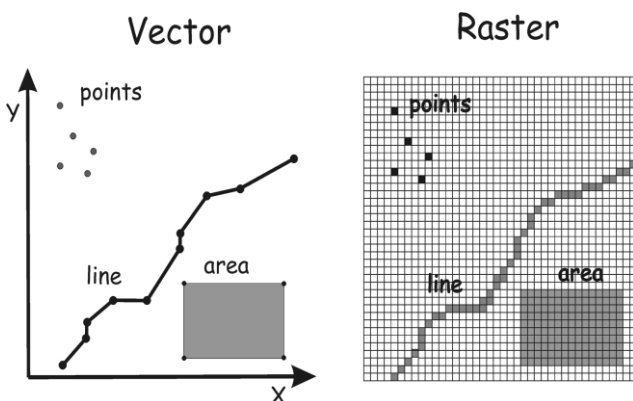 Vector
Raster
Y
points
line
area
X
points
line
area